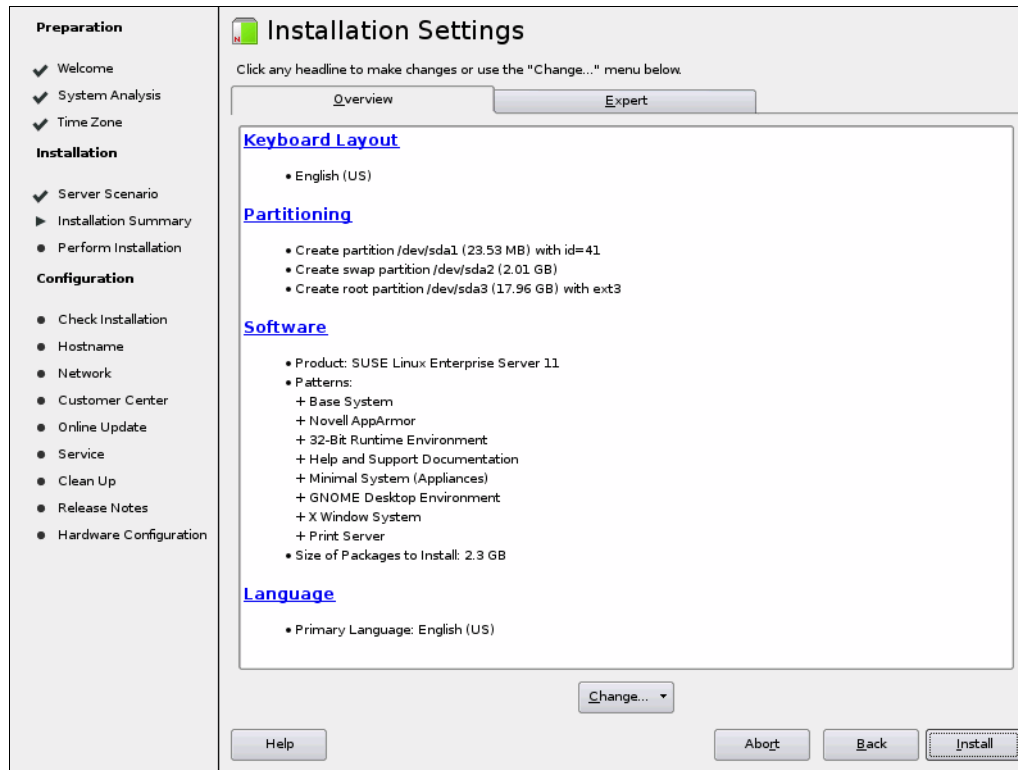 Preparation
Welcome
System Analysis
Time Zone
Installation
Server Scenario
Installation Summary
Perform Installation
Configuration
Check Installation
Hostname
Network
Customer Center
Online Update
Service
Clean Up
Release Notes
Hardware Configuration
N
Installation Settings
Click any headline to make changes or use the "Change..." menu below.
Overview
Expert
Keyboard Layout
• English (US)
Partitioning
• Create partition /dev/sda1 (23.53 MB) with id=41
• Create swap partition /dev/sda2 (2.01 GB)
• Create root partition /dev/sda3 (17.96 GB) with ext3
Software
• Product: SUSE Linux Enterprise Server 11
• Patterns:
+ Base System
+ Novell AppArmor
+ 32-Bit Runtime Environment
+ Help and Support Documentation
+ Minimal System (Appliances)
+ GNOME Desktop Environment
+ X Window System
+ Print Server
• Size of Packages to Install: 2.3 GB
Language
• Primary Language: English (US)
Change...
Help
Abort
Back
Install